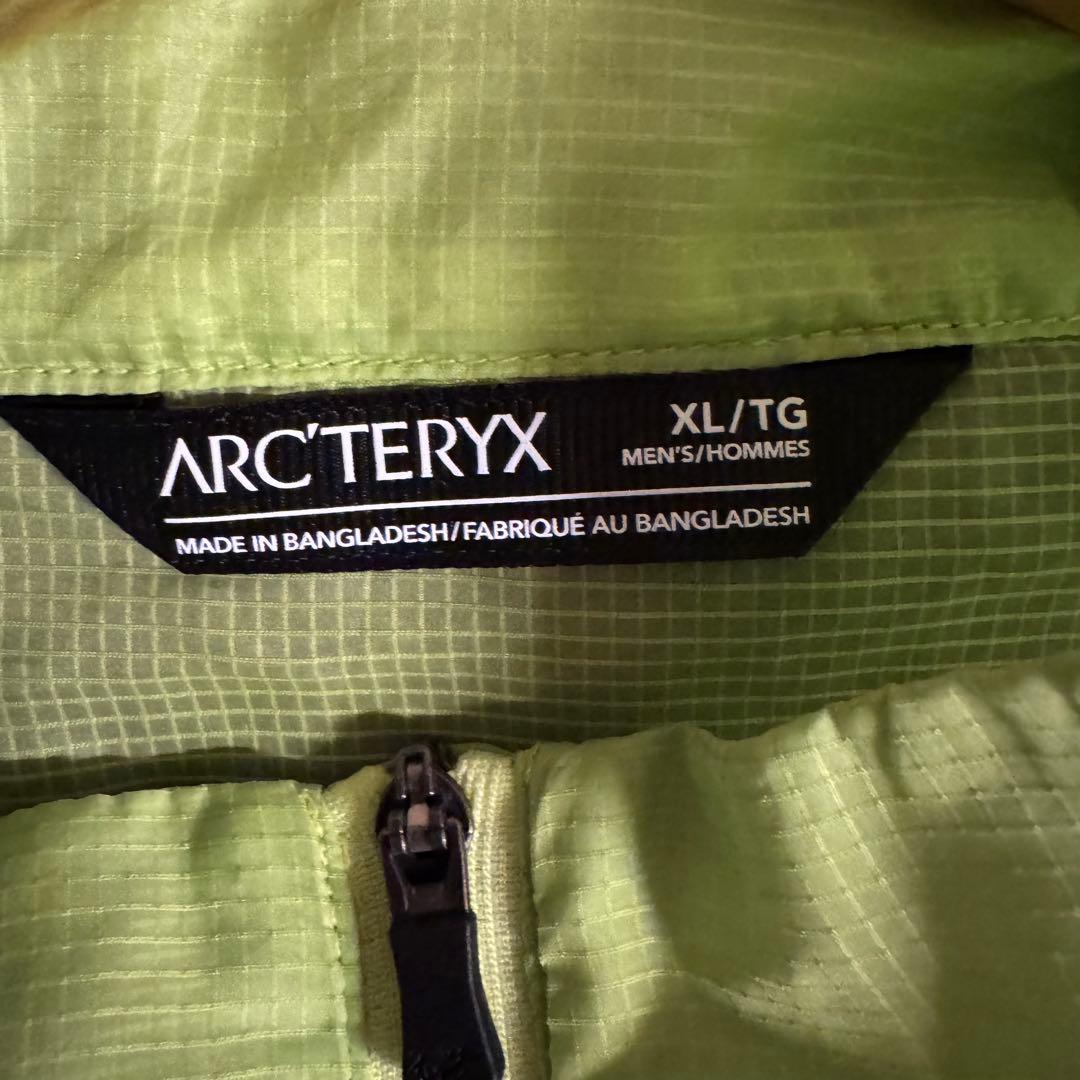 ARC'TERYX
XL/TG
MEN'S/HOMMES
MADE IN BANGLADESH/FABRIQUÉ AU BANGLADESH